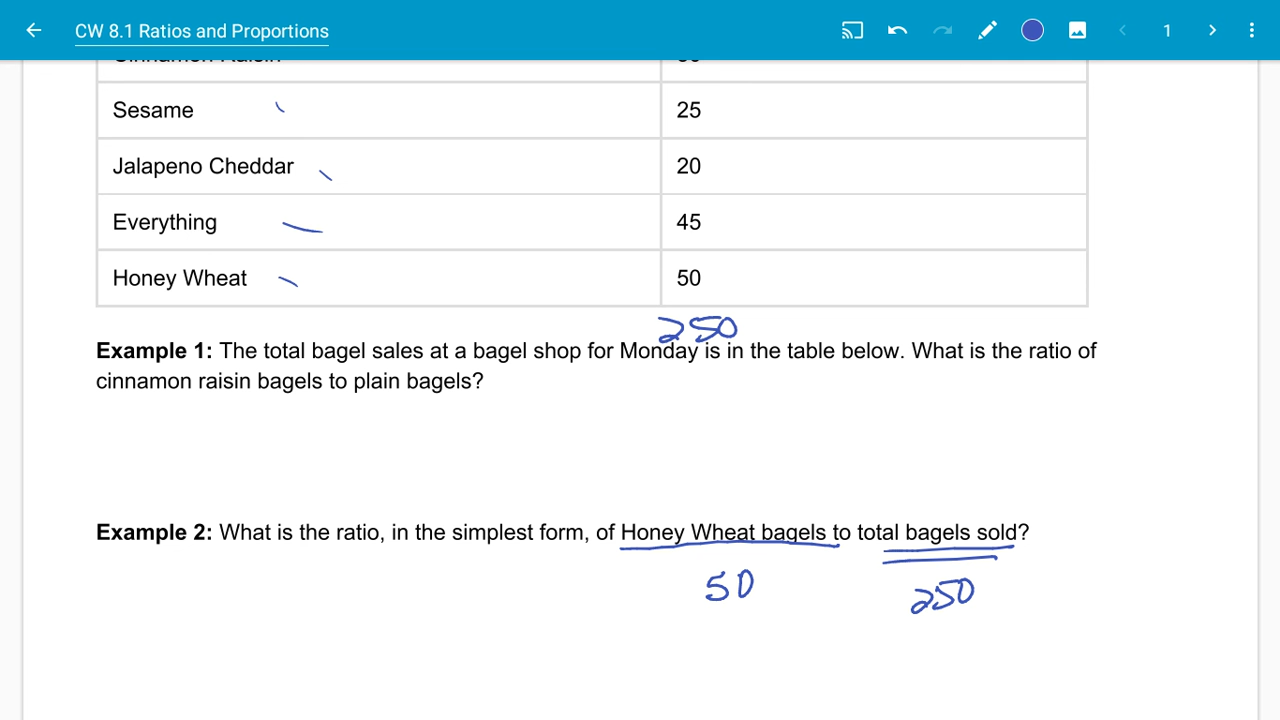 CW 8.1 Ratios and Proportions
1
Cinnamon Raisin
Sesame 25
Jalapeno Cheddar 20
Everything 45
Honey Wheat 50
250
Example 1: The total bagel sales at a bagel shop for Monday is in the table below. What is the ratio of
cinnamon raisin bagels to plain bagels?
Example 2: What is the ratio, in the simplest form, of Honey Wheat bagels to total bagels sold?
50 250